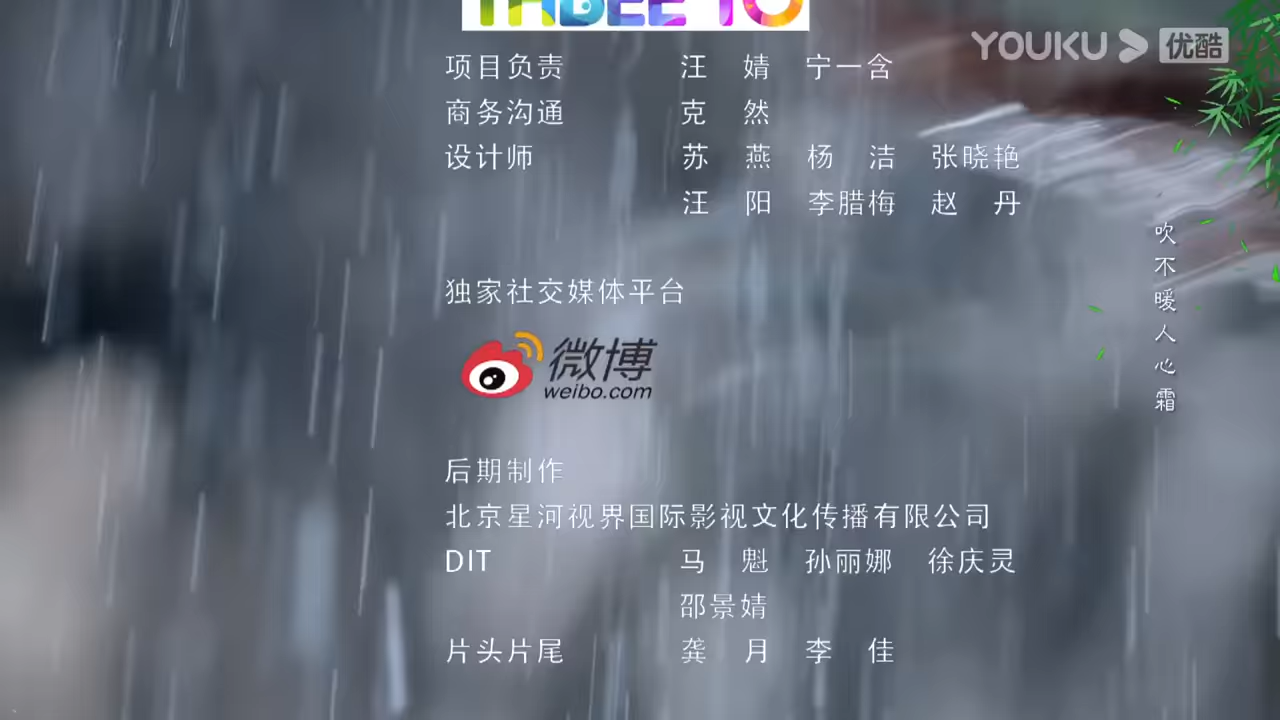 THREE TO
YOUKU 优酷
项目负责 汪 婧 宁一含
商务沟通 克 然
设计师 苏 燕 杨 洁 张晓艳
汪 阳 李腊梅 赵 丹
吹不暖人心霜
独家社交媒体平台
微博
weibo.com
后期制作
北京星河视界国际影视文化传播有限公司
DIT 马 魁 孙丽娜 徐庆灵
邵景婧
片头片尾 龚 月 李 佳